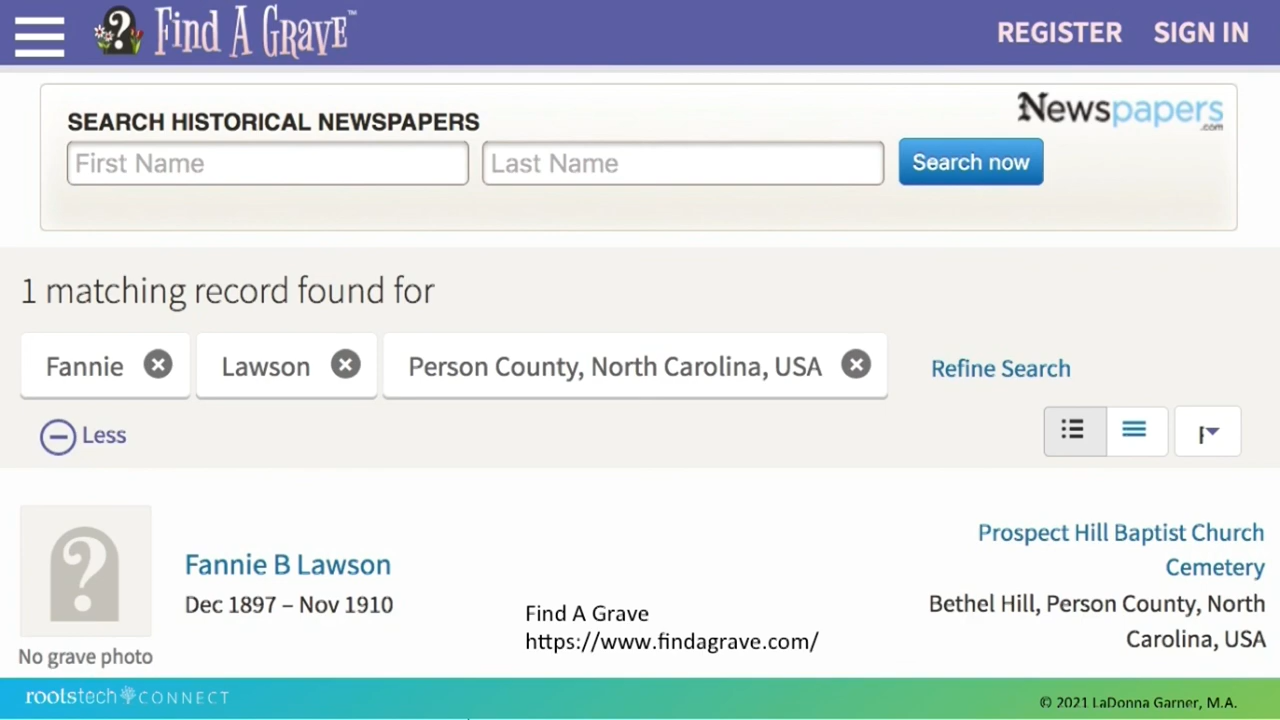 Find A Grave™
REGISTER SIGN IN
SEARCH HISTORICAL NEWSPAPERS
Newspapers
.com
First Name
Last Name
Search now
1 matching record found for
Fannie
Lawson
Person County, North Carolina, USA
Refine Search
Less
Fannie B Lawson
Dec 1897 – Nov 1910
No grave photo
Find A Grave
https://www.findagrave.com/
Prospect Hill Baptist Church
Cemetery
Bethel Hill, Person County, North
Carolina, USA
rootstech CONNECT
© 2021 LaDonna Garner, M.A.